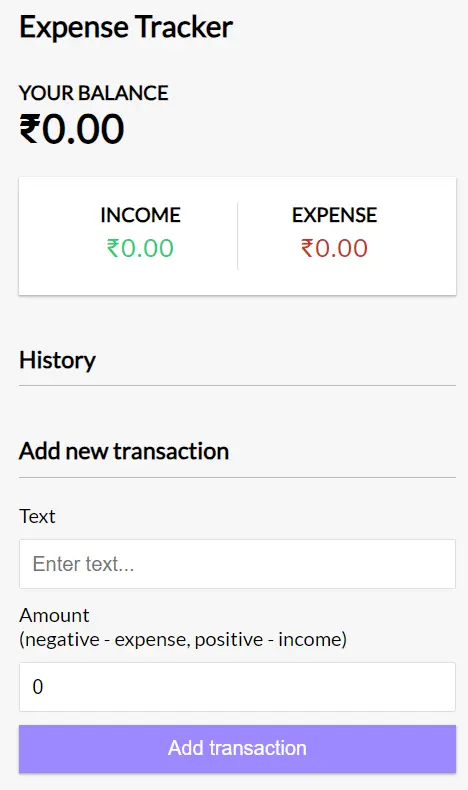 Expense Tracker
YOUR BALANCE
₹0.00
INCOME
EXPENSE
₹0.00
₹0.00
History
Add new transaction
Text
Enter text...
Amount
(negative - expense, positive - income)
0
Add transaction